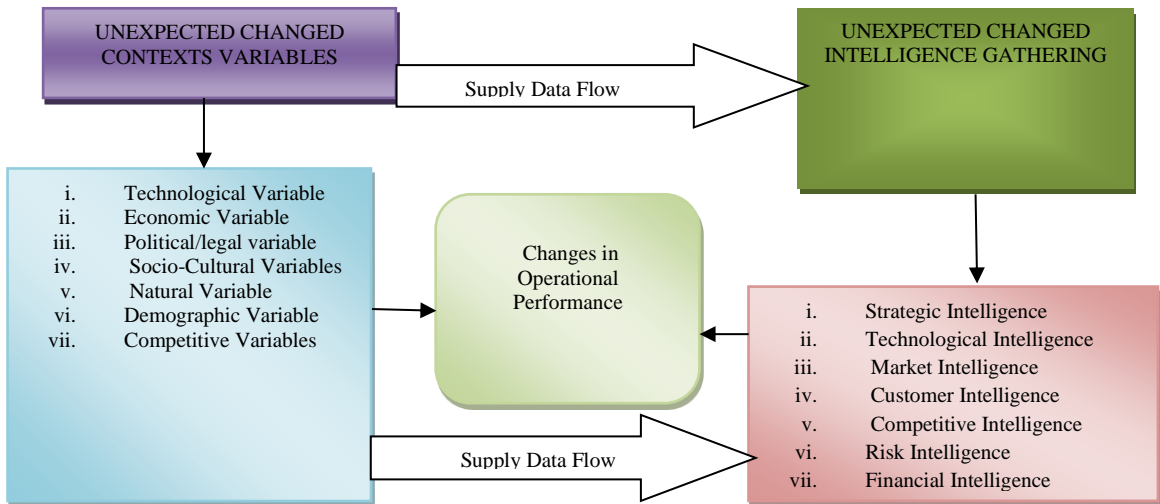 UNEXPECTED CHANGED
CONTEXTS VARIABLES
Supply Data Flow
UNEXPECTED CHANGED
INTELLIGENCE GATHERING
i. Technological Variable
ii. Economic Variable
iii. Political/legal variable
iv. Socio-Cultural Variables
v. Natural Variable
vi. Demographic Variable
vii. Competitive Variables
Changes in
Operational
Performance
i. Strategic Intelligence
ii. Technological Intelligence
iii. Market Intelligence
iv. Customer Intelligence
v. Competitive Intelligence
vi. Risk Intelligence
vii. Financial Intelligence
Supply Data Flow